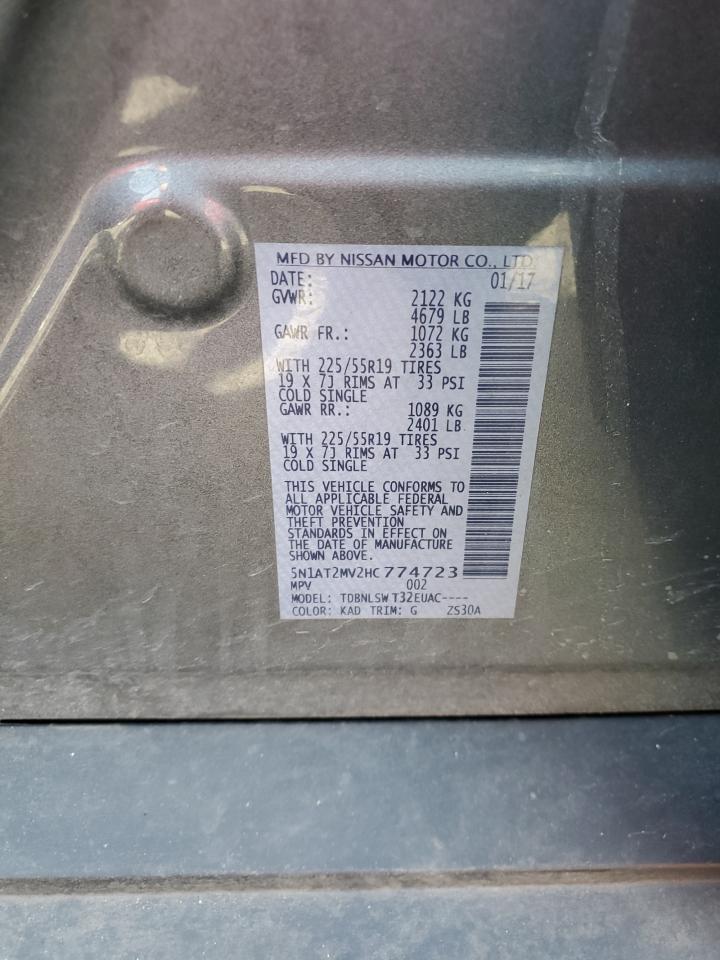 MFD BY NISSAN MOTOR CO., LTD.
DATE: 01/17
GVWR: 2122 KG
4679 LB
GAWR FR.: 1072 KG
2363 LB
WITH 225/55R19 TIRES
19 X 7J RIMS AT 33 PSI
COLD SINGLE
GAWR RR.: 1089 KG
2401 LB
WITH 225/55R19 TIRES
19 X 7J RIMS AT 33 PSI
COLD SINGLE
THIS VEHICLE CONFORMS TO
ALL APPLICABLE FEDERAL
MOTOR VEHICLE SAFETY AND
THEFT PREVENTION
STANDARDS IN EFFECT ON
THE DATE OF MANUFACTURE
SHOWN ABOVE.
5N1AT2MV2HC774723
MPV 002
MODEL: TDBNLSW T32EUAC----
COLOR: KAD TRIM: G ZS30A